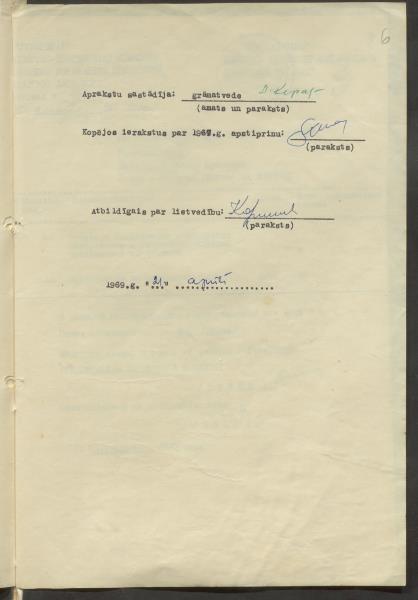 6
Aprakstu sastādīja: grāmatvede
(amats un paraksts)
Kopējos ierakstus par 1967.g. apstiprinu:
(paraksts)
Atbildīgais par lietvedību:
(paraksts)
1969.g. "21" aprīlī